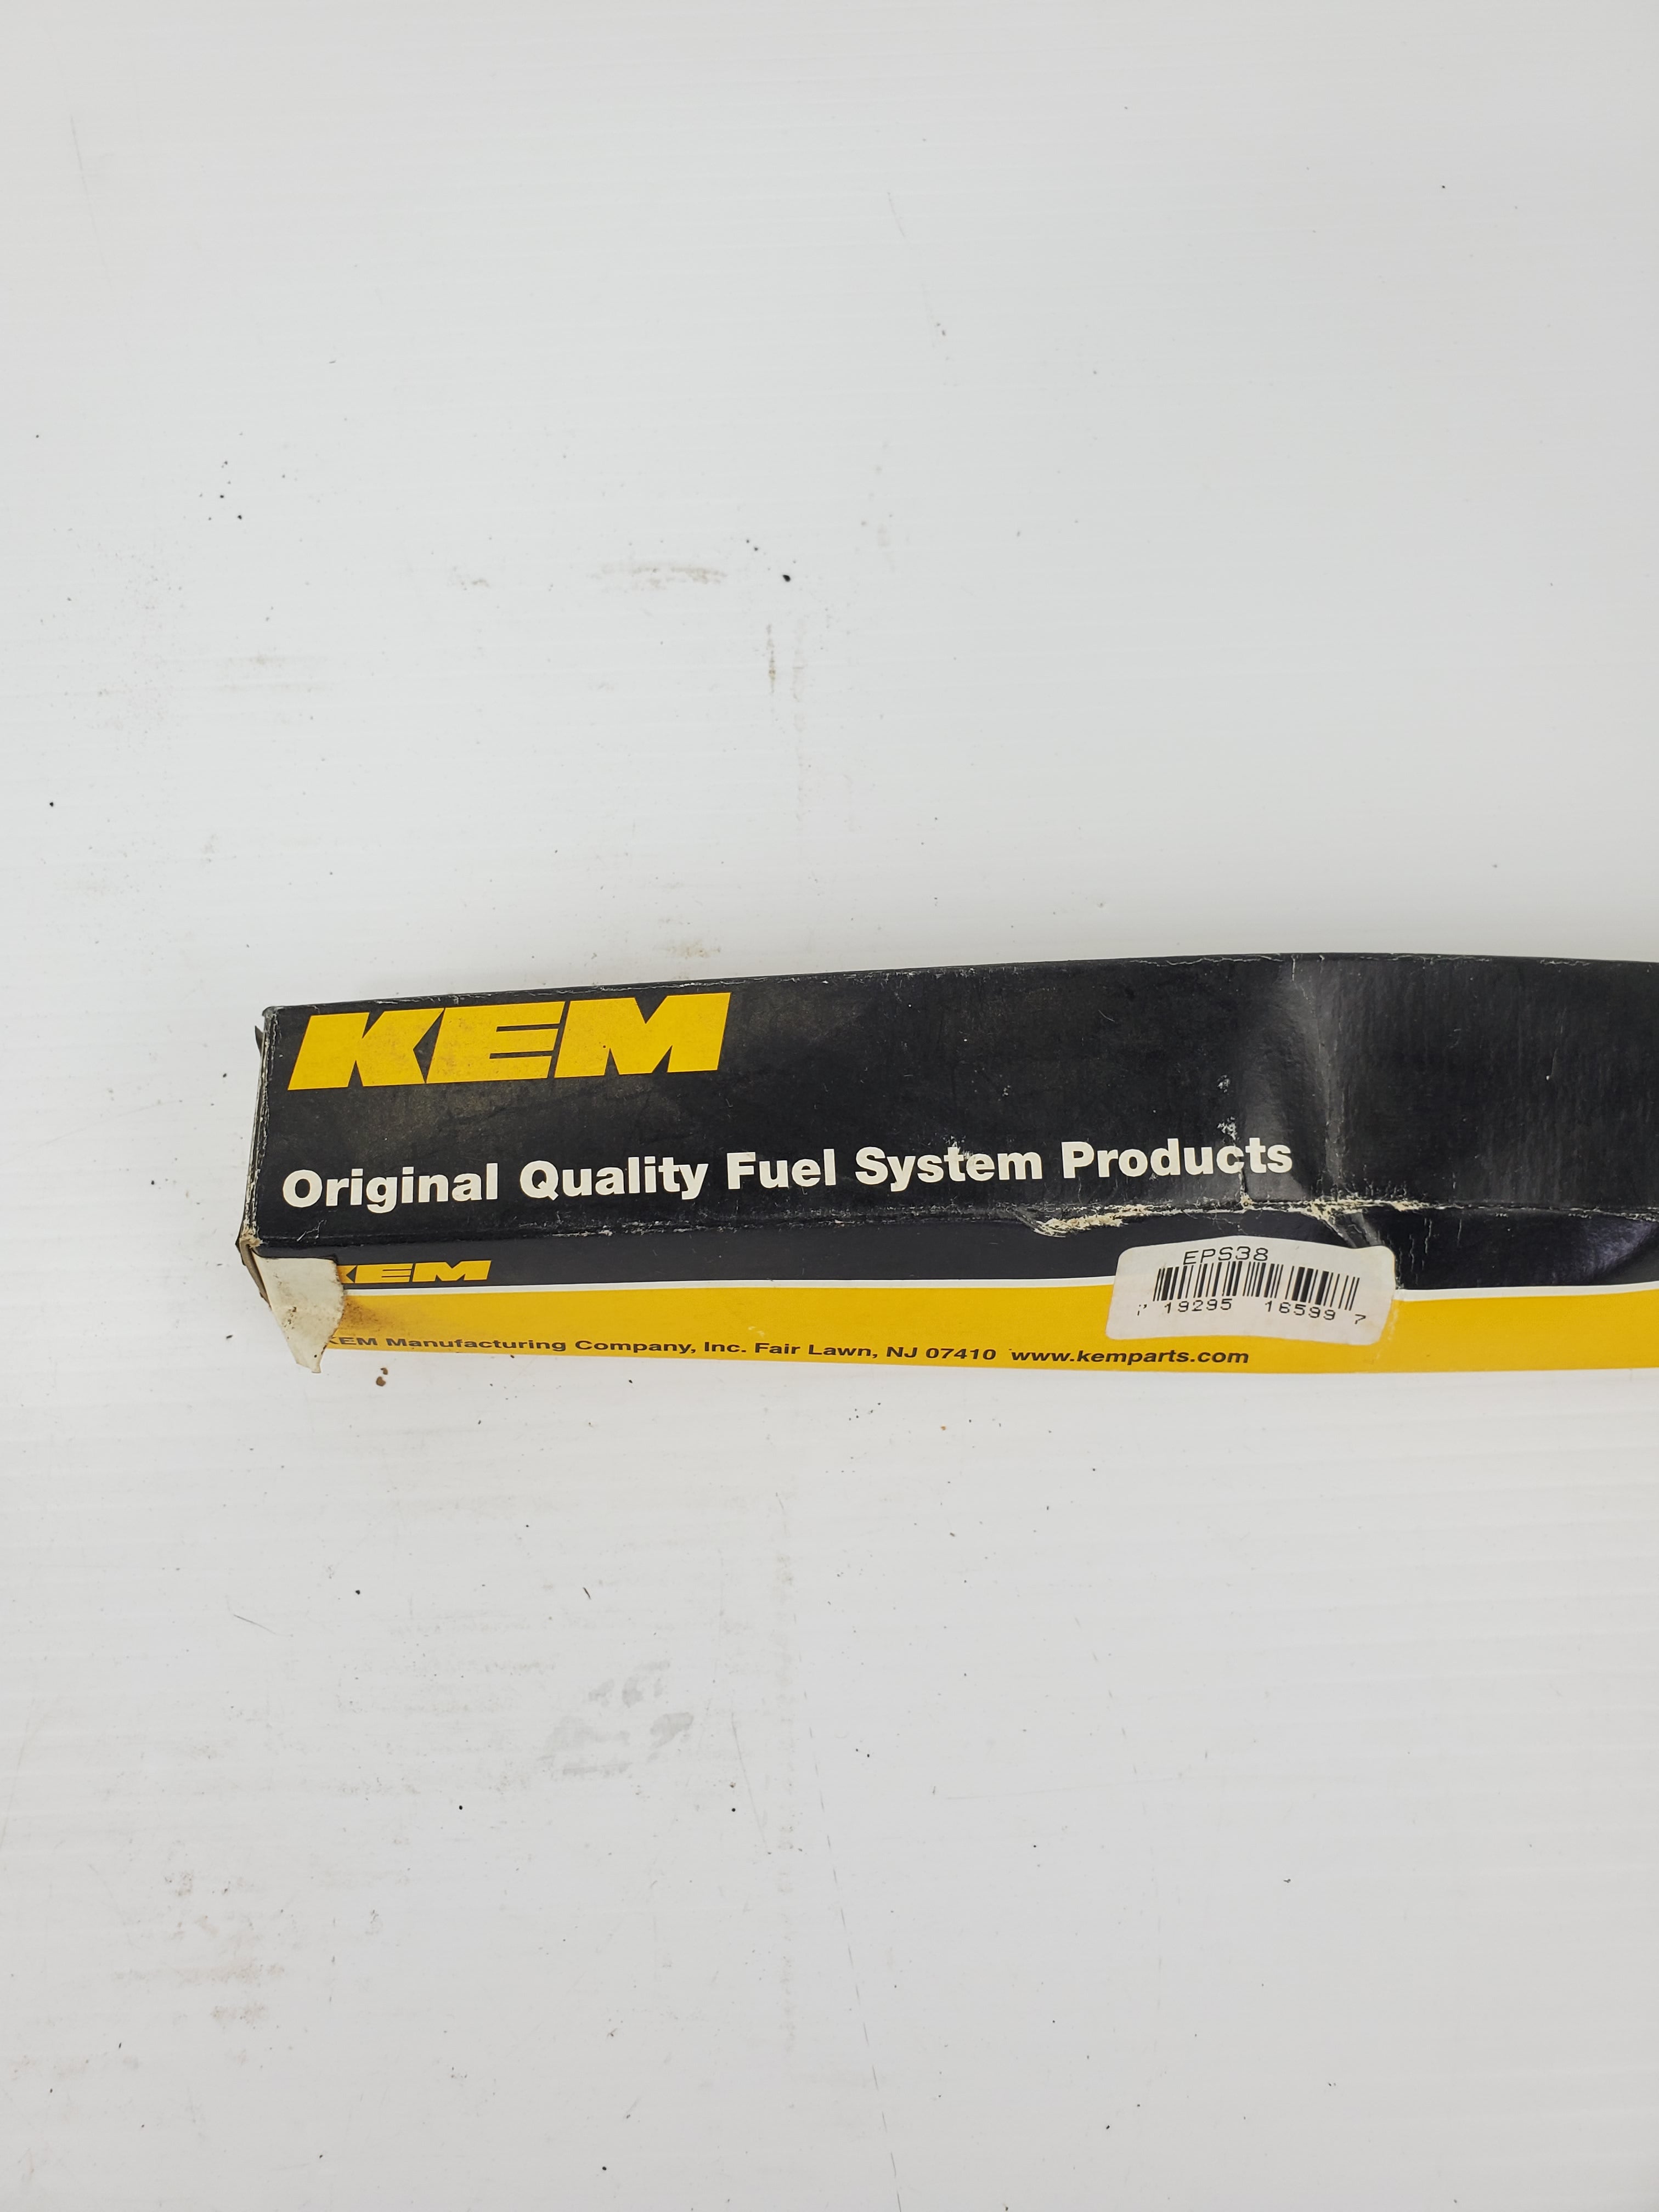 KEM
Original Quality Fuel System Products
KEM
EPS38
7 19295 16599 7
KEM Manufacturing Company, Inc. Fair Lawn, NJ 07410 www.kemparts.com